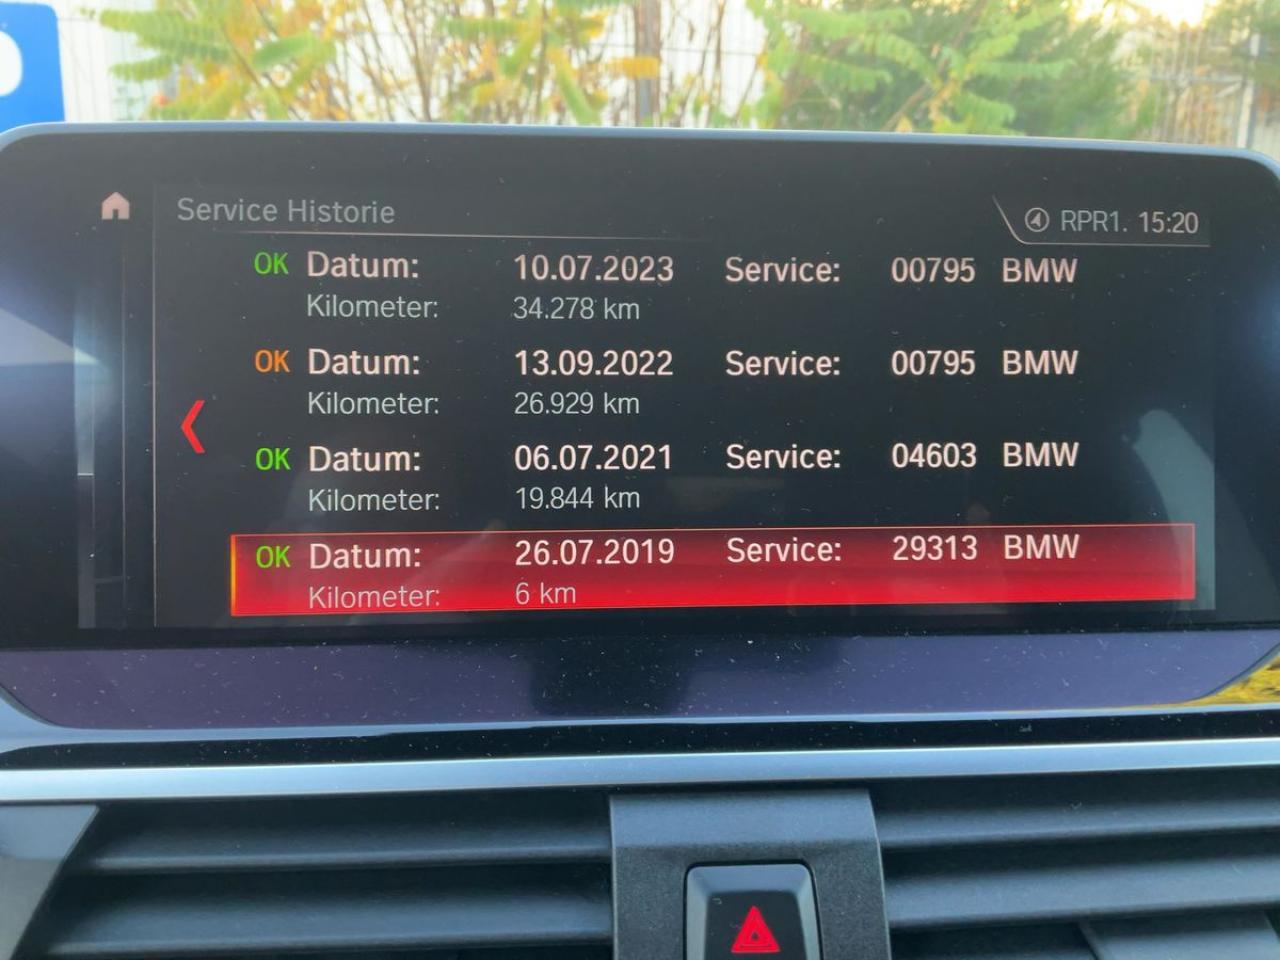 Service Historie
RPR1. 15:20
OK Datum: 10.07.2023 Service: 00795 BMW
Kilometer: 34.278 km
OK Datum: 13.09.2022 Service: 00795 BMW
Kilometer: 26.929 km
OK Datum: 06.07.2021 Service: 04603 BMW
Kilometer: 19.844 km
OK Datum: 26.07.2019 Service: 29313 BMW
Kilometer: 6 km